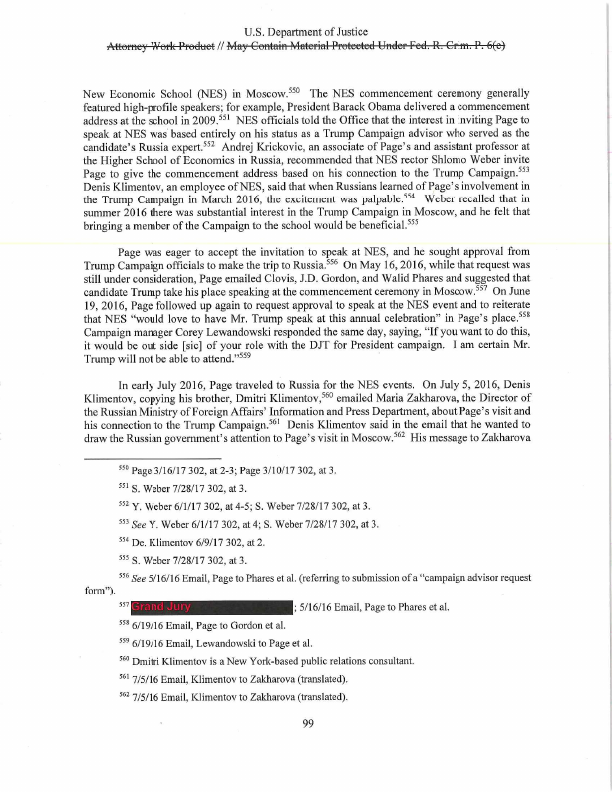 U.S. Department of Justice
Attorney Work Product // May Contain Material Protected Under Fed. R. Crim. P. 6(e)
New Economic School (NES) in Moscow.550 The NES commencement ceremony generally
featured high-profile speakers; for example, President Barack Obama delivered a commencement
address at the school in 2009.551 NES officials told the Office that the interest in inviting Page to
speak at NES was based entirely on his status as a Trump Campaign advisor who served as the
candidate's Russia expert.552 Andrej Krickovic, an associate of Page's and assistant professor at
the Higher School of Economics in Russia, recommended that NES rector Shlomo Weber invite
Page to give the commencement address based on his connection to the Trump Campaign.553
Denis Klimentov, an employee of NES, said that when Russians learned of Page's involvement in
the Trump Campaign in March 2016, the excitement was palpable.554 Weber recalled that in
summer 2016 there was substantial interest in the Trump Campaign in Moscow, and he felt that
bringing a member of the Campaign to the school would be beneficial.555
Page was eager to accept the invitation to speak at NES, and he sought approval from
Trump Campaign officials to make the trip to Russia.556 On May 16, 2016, while that request was
still under consideration, Page emailed Clovis, J.D. Gordon, and Walid Phares and suggested that
candidate Trump take his place speaking at the commencement ceremony in Moscow.557 On June
19, 2016, Page followed up again to request approval to speak at the NES event and to reiterate
that NES "would love to have Mr. Trump speak at this annual celebration" in Page's place.558
Campaign manager Corey Lewandowski responded the same day, saying, "If you want to do this,
it would be out side [sic] of your role with the DJT for President campaign. I am certain Mr.
Trump will not be able to attend."559
In early July 2016, Page traveled to Russia for the NES events. On July 5, 2016, Denis
Klimentov, copying his brother, Dmitri Klimentov,560 emailed Maria Zakharova, the Director of
the Russian Ministry of Foreign Affairs' Information and Press Department, about Page's visit and
his connection to the Trump Campaign.561 Denis Klimentov said in the email that he wanted to
draw the Russian government's attention to Page's visit in Moscow.562 His message to Zakharova
550 Page 3/16/17 302, at 2-3; Page 3/10/17 302, at 3.
551 S. Weber 7/28/17 302, at 3.
552 Y. Weber 6/1/17 302, at 4-5; S. Weber 7/28/17 302, at 3.
553 See Y. Weber 6/1/17 302, at 4; S. Weber 7/28/17 302, at 3.
554 De. Klimentov 6/9/17 302, at 2.
555 S. Weber 7/28/17 302, at 3.
556 See 5/16/16 Email, Page to Phares et al. (referring to submission of a "campaign advisor request
form").
557 Grand Jury ; 5/16/16 Email, Page to Phares et al.
558 6/19/16 Email, Page to Gordon et al.
559 6/19/16 Email, Lewandowski to Page et al.
560 Dmitri Klimentov is a New York-based public relations consultant.
561 7/5/16 Email, Klimentov to Zakharova (translated).
562 7/5/16 Email, Klimentov to Zakharova (translated).
99